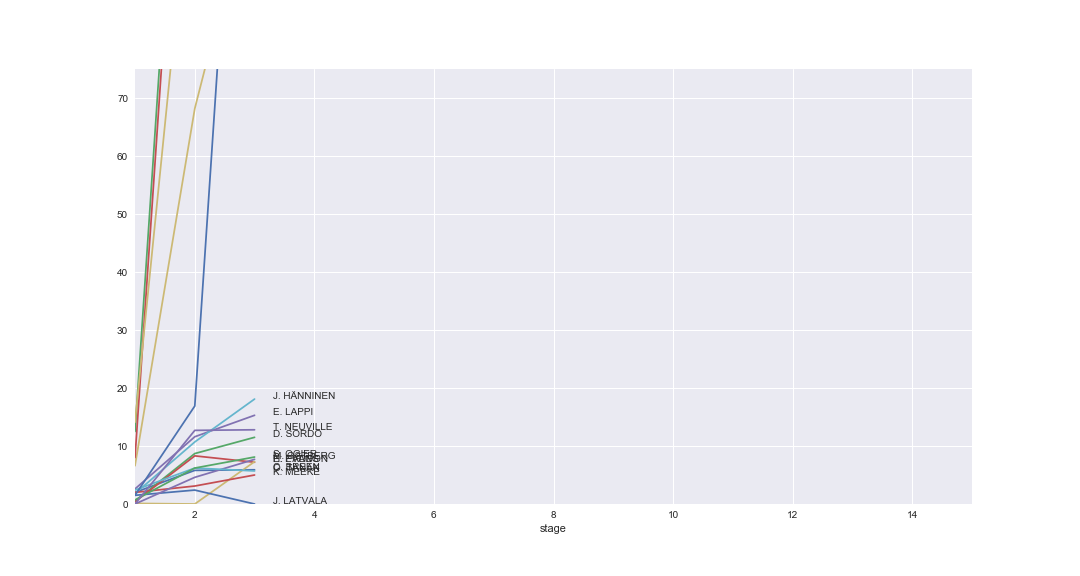 70
60
50
40
30
20
10
0
J. HÄNNINEN
E. LAPPI
T. NEUVILLE
D. SORDO
S. OGIER
K. MEEKE
J. LATVALA
2 4 6 8 10 12 14
stage